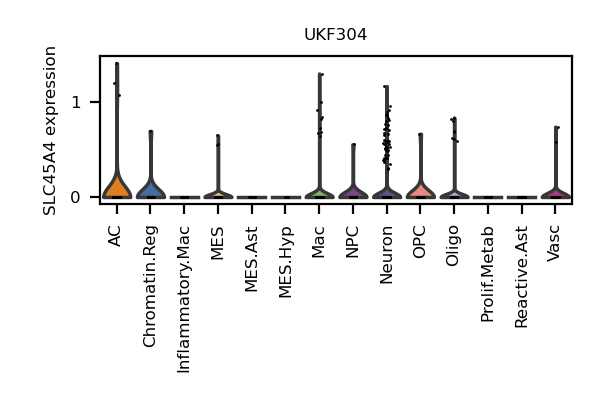 UKF304
SLC45A4 expression
1
0
AC
Chromatin.Reg
Inflammatory.Mac
MES
MES.Ast
MES.Hyp
Mac
NPC
Neuron
OPC
Oligo
Prolif.Metab
Reactive.Ast
Vasc